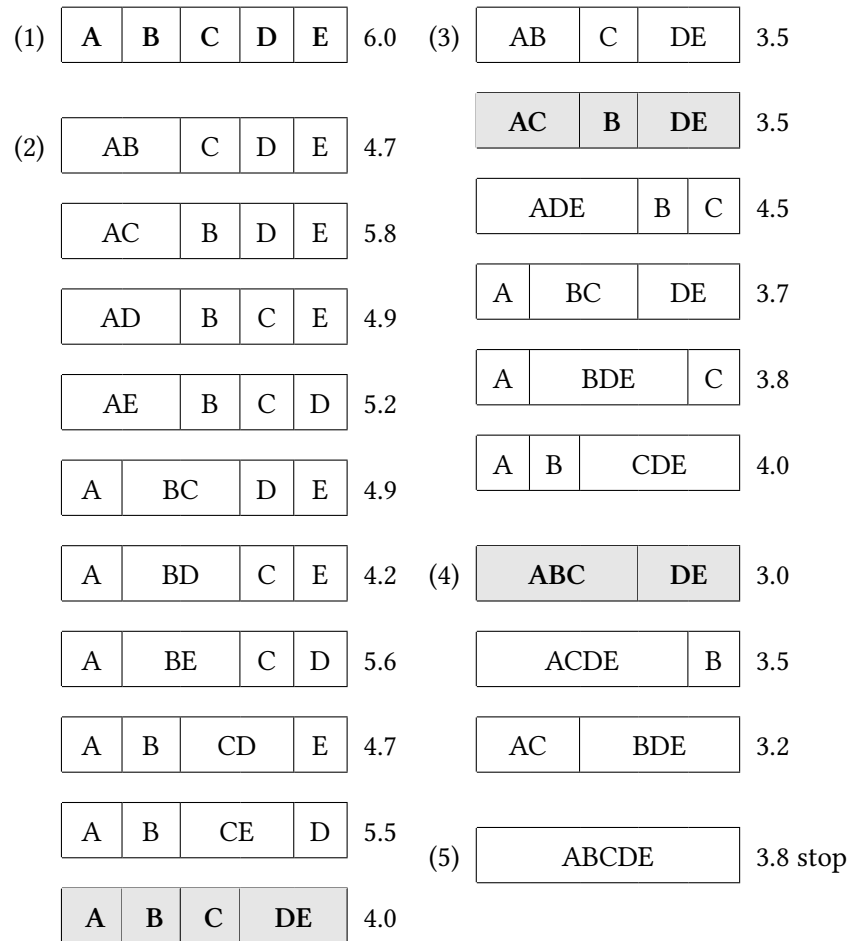 (1) A B C D E 6.0
(2) AB C D E 4.7
AC B D E 5.8
AD B C E 4.9
AE B C D 5.2
A BC D E 4.9
A BD C E 4.2
A BE C D 5.6
A B CD E 4.7
A B CE D 5.5
A B C DE 4.0
(3) AB C DE 3.5
AC B DE 3.5
ADE B C 4.5
A BC DE 3.7
A BDE C 3.8
A B CDE 4.0
(4) ABC DE 3.0
ACDE B 3.5
AC BDE 3.2
(5) ABCDE 3.8 stop